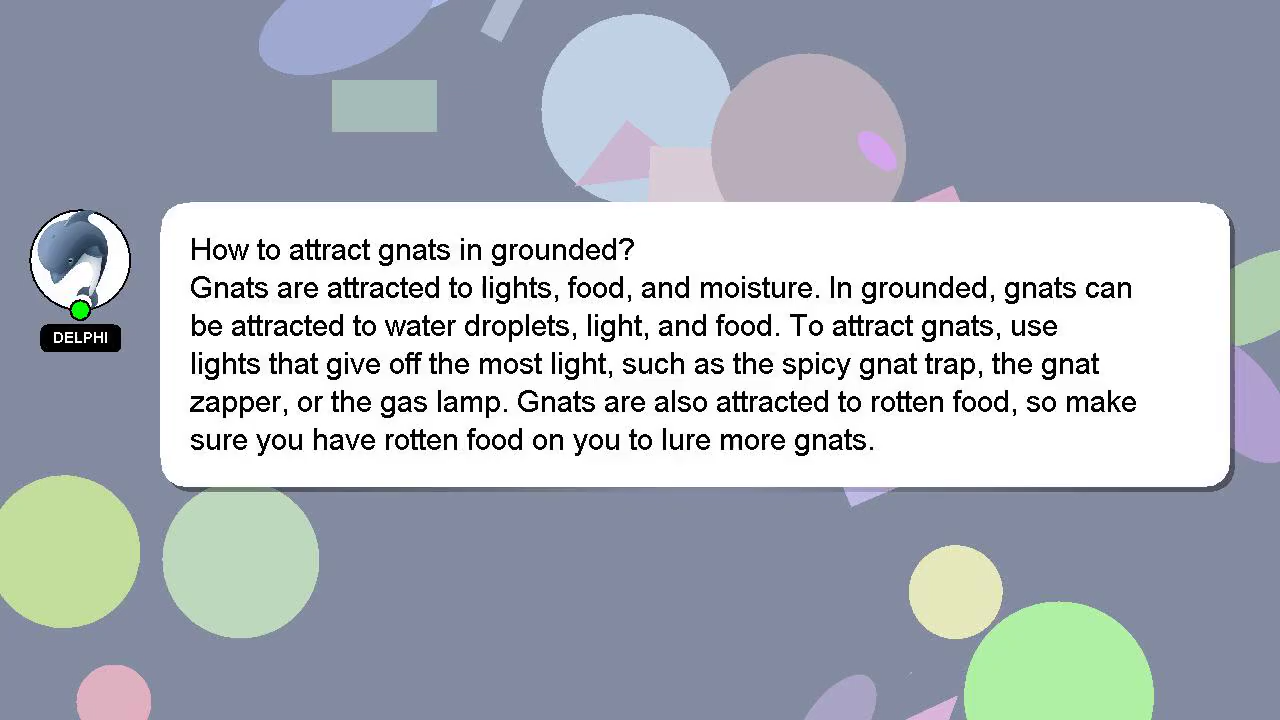 How to attract gnats in grounded?
Gnats are attracted to lights, food, and moisture. In grounded, gnats can
be attracted to water droplets, light, and food. To attract gnats, use
lights that give off the most light, such as the spicy gnat trap, the gnat
zapper, or the gas lamp. Gnats are also attracted to rotten food, so make
sure you have rotten food on you to lure more gnats.
DELPHI